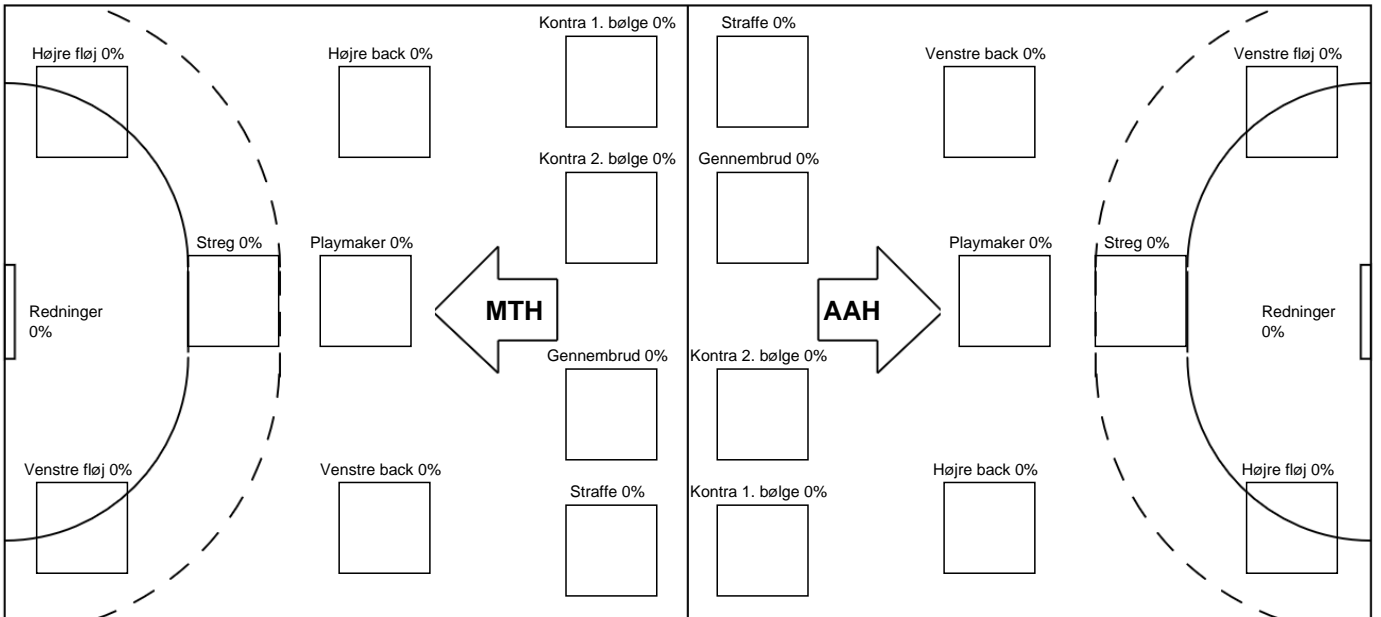 Kontra 1. bølge 0%
Straffe 0%
Højre fløj 0%
Højre back 0%
Venstre back 0%
Venstre fløj 0%
Kontra 2. bølge 0%
Gennembrud 0%
Streg 0%
Playmaker 0%
Playmaker 0%
Streg 0%
MTH
AAH
Redninger
0%
Redninger
0%
Gennembrud 0%
Kontra 2. bølge 0%
Venstre fløj 0%
Venstre back 0%
Højre back 0%
Højre fløj 0%
Straffe 0%
Kontra 1. bølge 0%